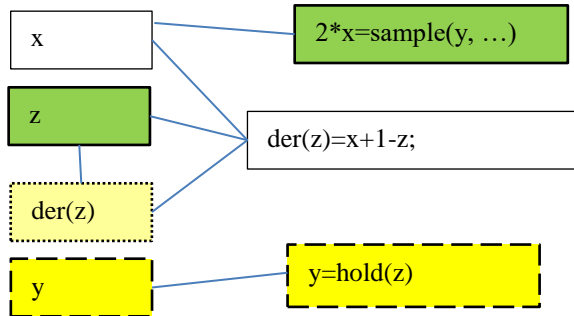 x
2*x=sample(y, …)
z
der(z)=x+1-z;
der(z)
y
y=hold(z)